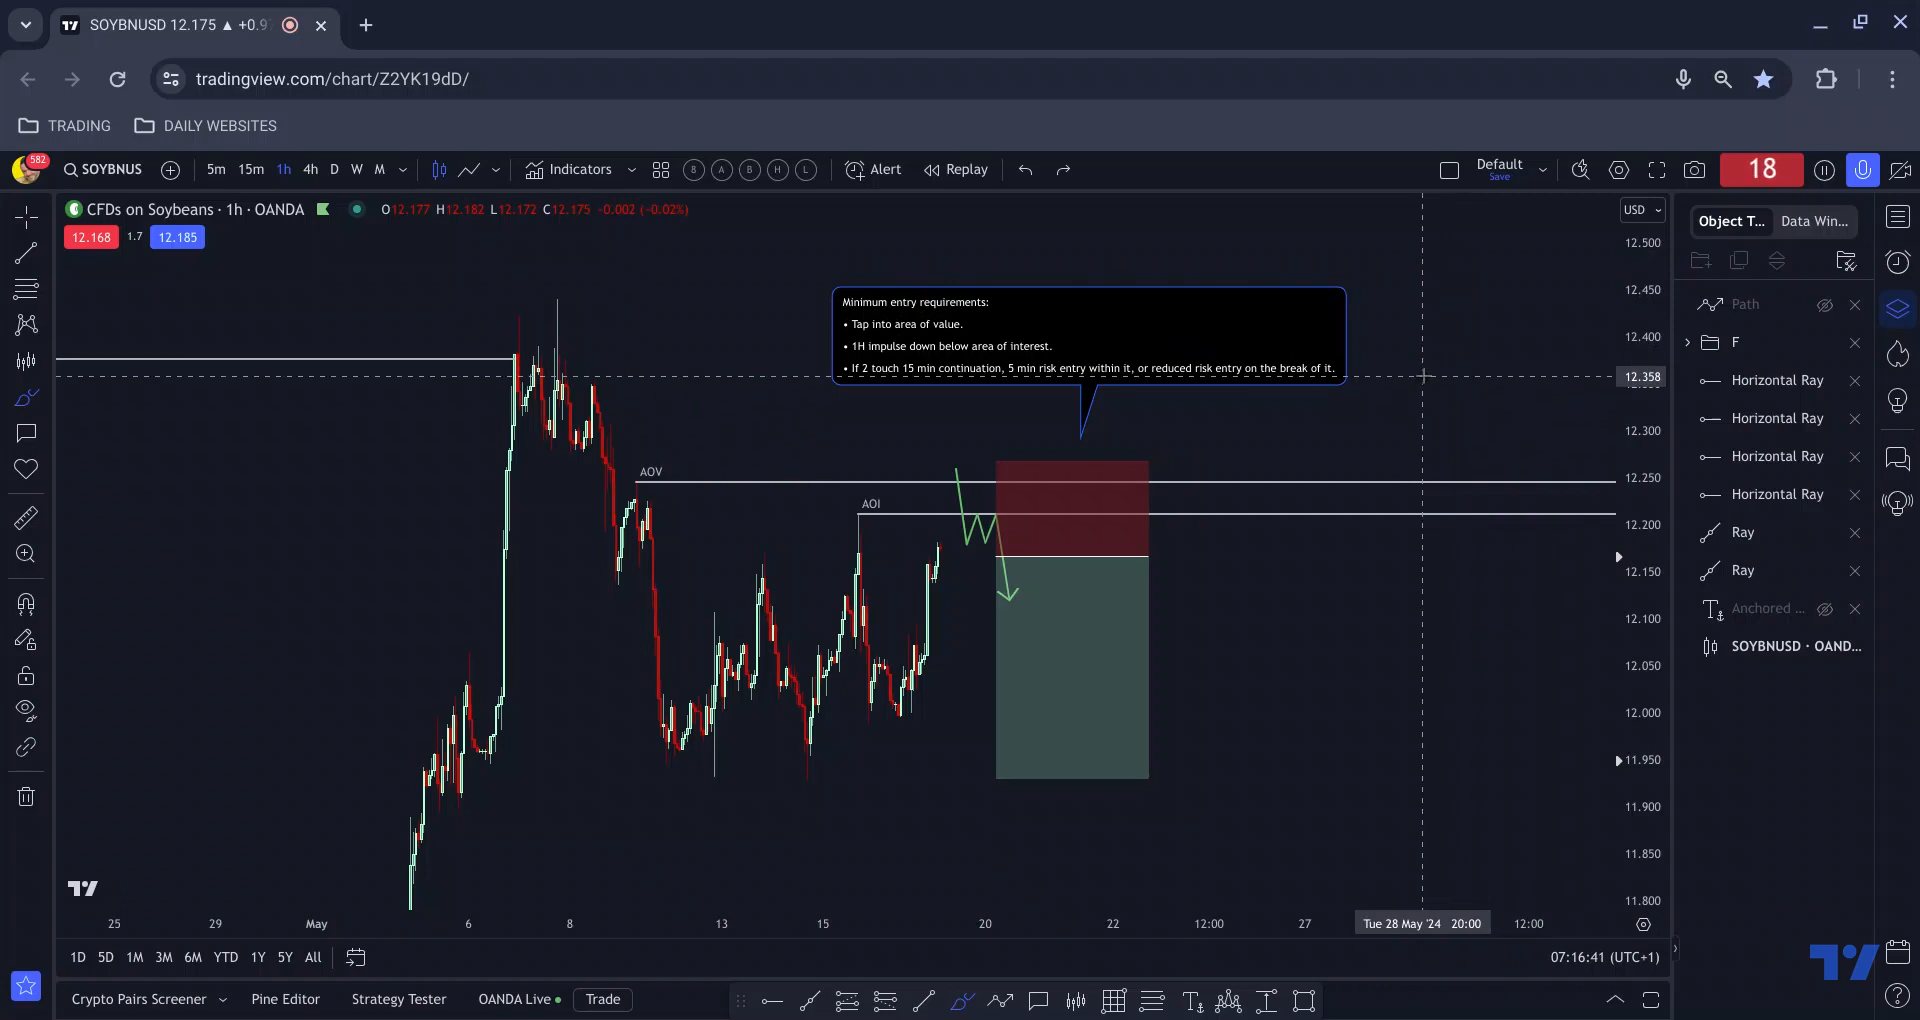 SOYBNUSD 12.175 ▲ +0.9
tradingview.com/chart/Z2YK19dD/
TRADING DAILY WEBSITES
582 SOYBNUS 5m 15m 1h 4h D W M Indicators 8 A B H L Alert Replay Default Save 18
CFDs on Soybeans · 1h · OANDA O12.177 H12.182 L12.172 C12.175 -0.002 (-0.02%)
12.168 1.7 12.185
USD
Object T... Data Win...
Minimum entry requirements:
• Tap into area of value.
• 1H impulse down below area of interest.
• If 2 touch 15 min continuation, 5 min risk entry within it, or reduced risk entry on the break of it.
AOV
AOI
12.500
12.450
12.400
12.358
12.300
12.250
12.200
12.150
12.100
12.050
12.000
11.950
11.900
11.850
11.800
Path
F
Horizontal Ray
Horizontal Ray
Horizontal Ray
Horizontal Ray
Ray
Ray
Anchored ...
SOYBNUSD · OAND...
25 29 May 6 8 13 15 20 22 12:00 27 Tue 28 May '24 20:00 12:00
1D 5D 1M 3M 6M YTD 1Y 5Y All 07:16:41 (UTC+1)
Crypto Pairs Screener Pine Editor Strategy Tester OANDA Live Trade